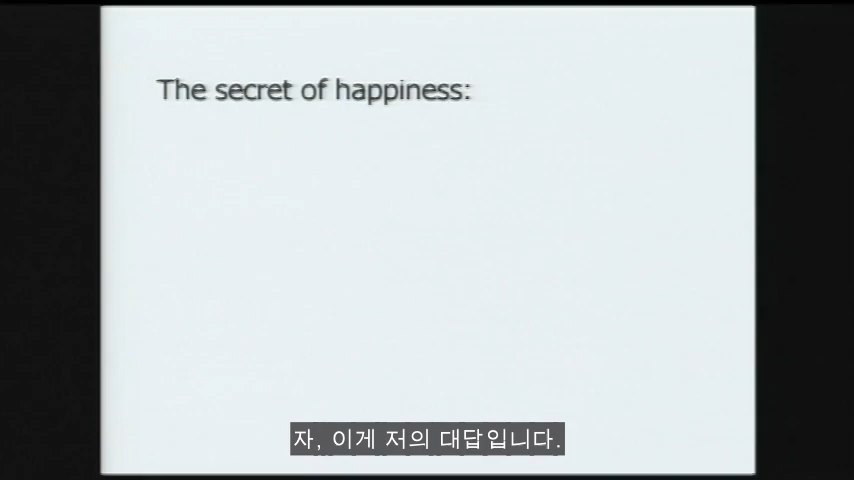 The secret of happiness:
자, 이게 저의 대답입니다.